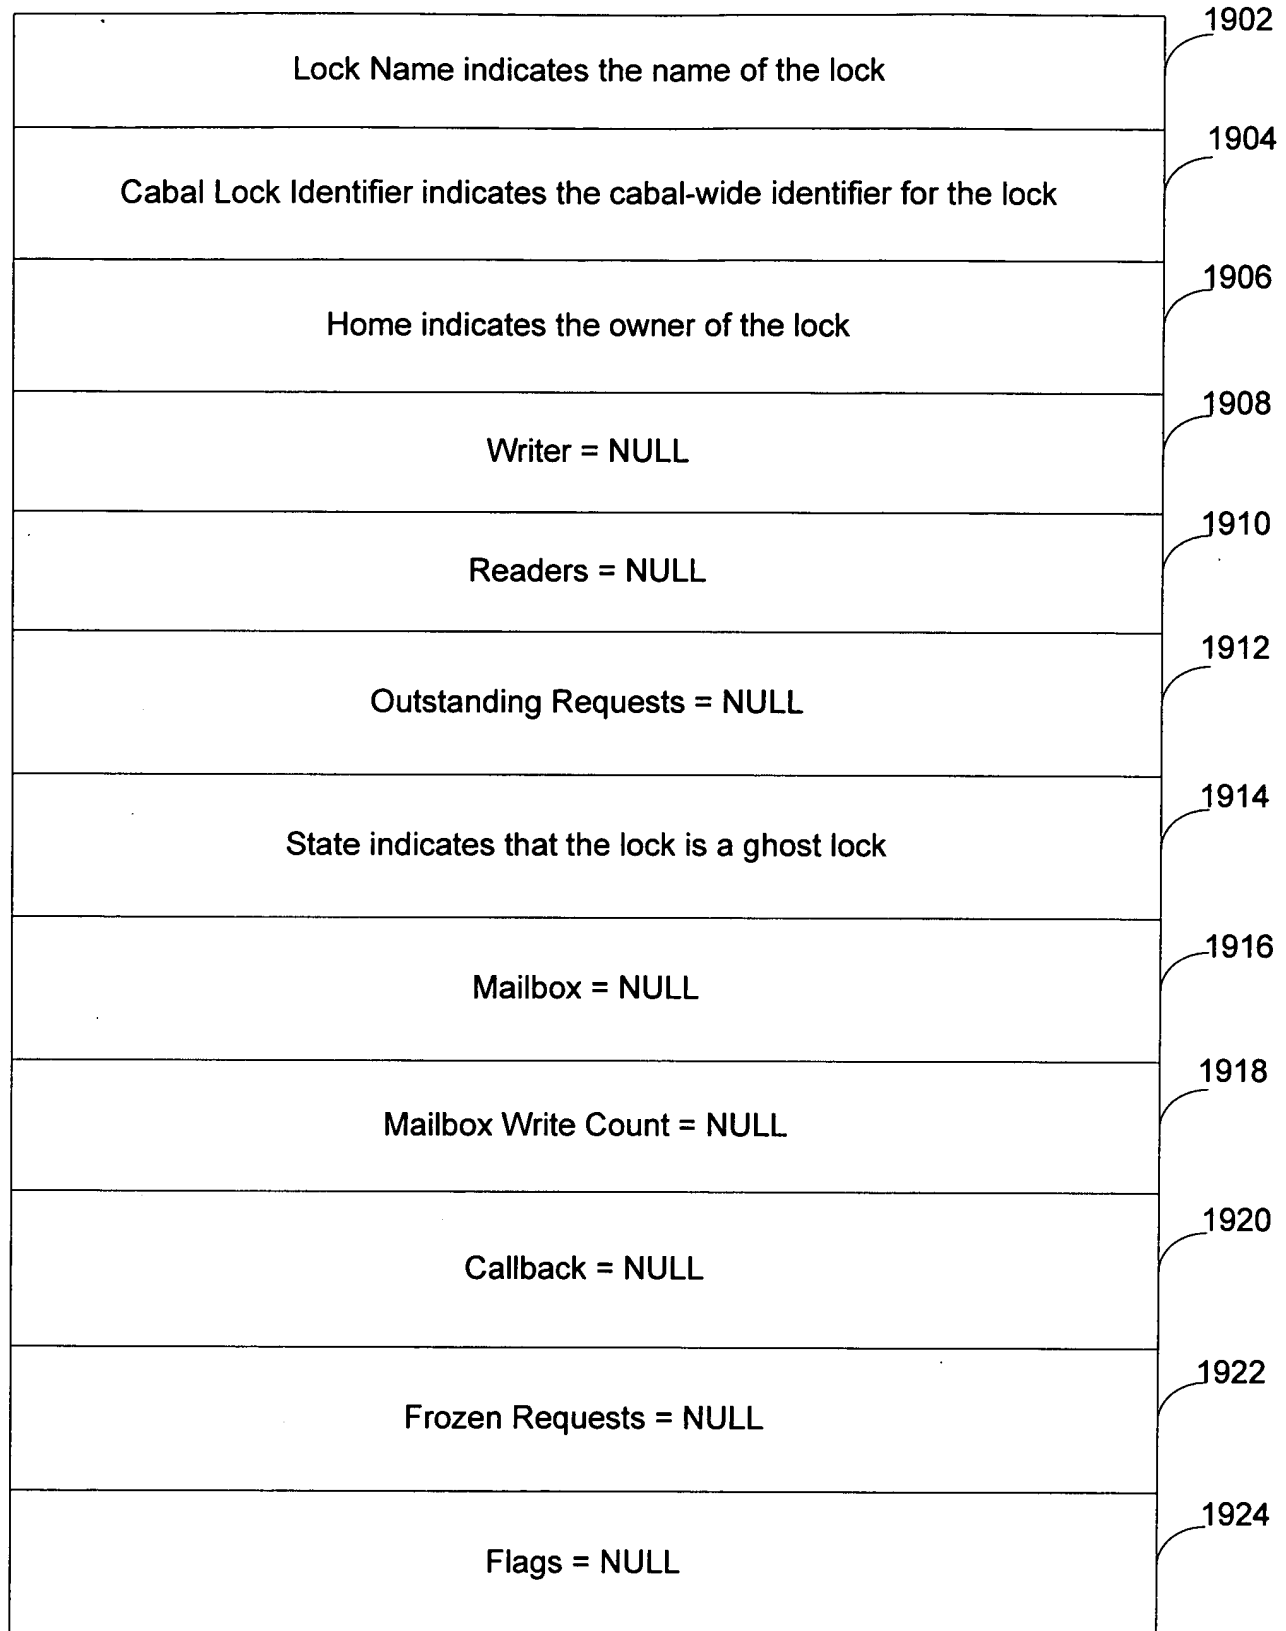 1902
Lock Name indicates the name of the lock
1904
Cabal Lock Identifier indicates the cabal-wide identifier for the lock
1906
Home indicates the owner of the lock
1908
Writer = NULL
1910
Readers = NULL
1912
Outstanding Requests = NULL
1914
State indicates that the lock is a ghost lock
1916
Mailbox = NULL
1918
Mailbox Write Count = NULL
1920
Callback = NULL
1922
Frozen Requests = NULL
1924
Flags = NULL